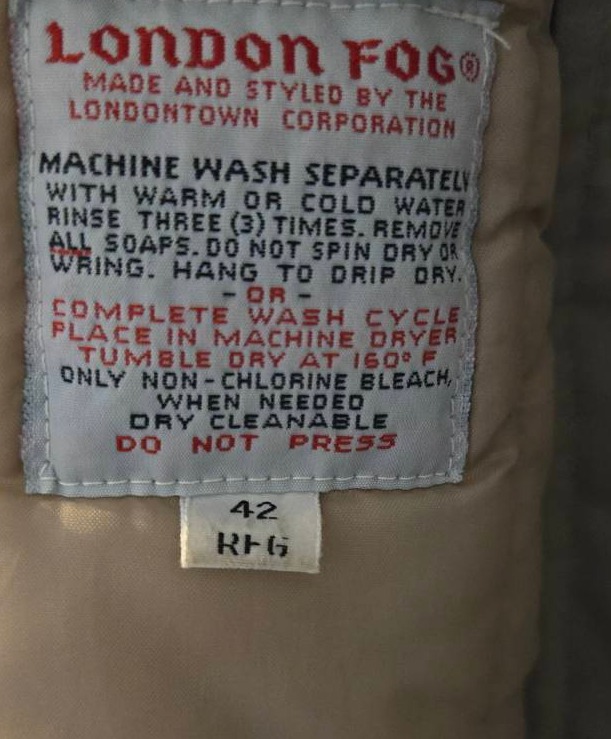 LONDON FOG®
MADE AND STYLED BY THE
LONDONTOWN CORPORATION
MACHINE WASH SEPARATELY
WITH WARM OR COLD WATER
RINSE THREE (3) TIMES. REMOVE
ALL SOAPS. DO NOT SPIN DRY OR
WRING. HANG TO DRIP DRY.
- OR -
COMPLETE WASH CYCLE
PLACE IN MACHINE DRYER
TUMBLE DRY AT 160° F
ONLY NON-CHLORINE BLEACH,
WHEN NEEDED
DRY CLEANABLE
DO NOT PRESS
42
REG